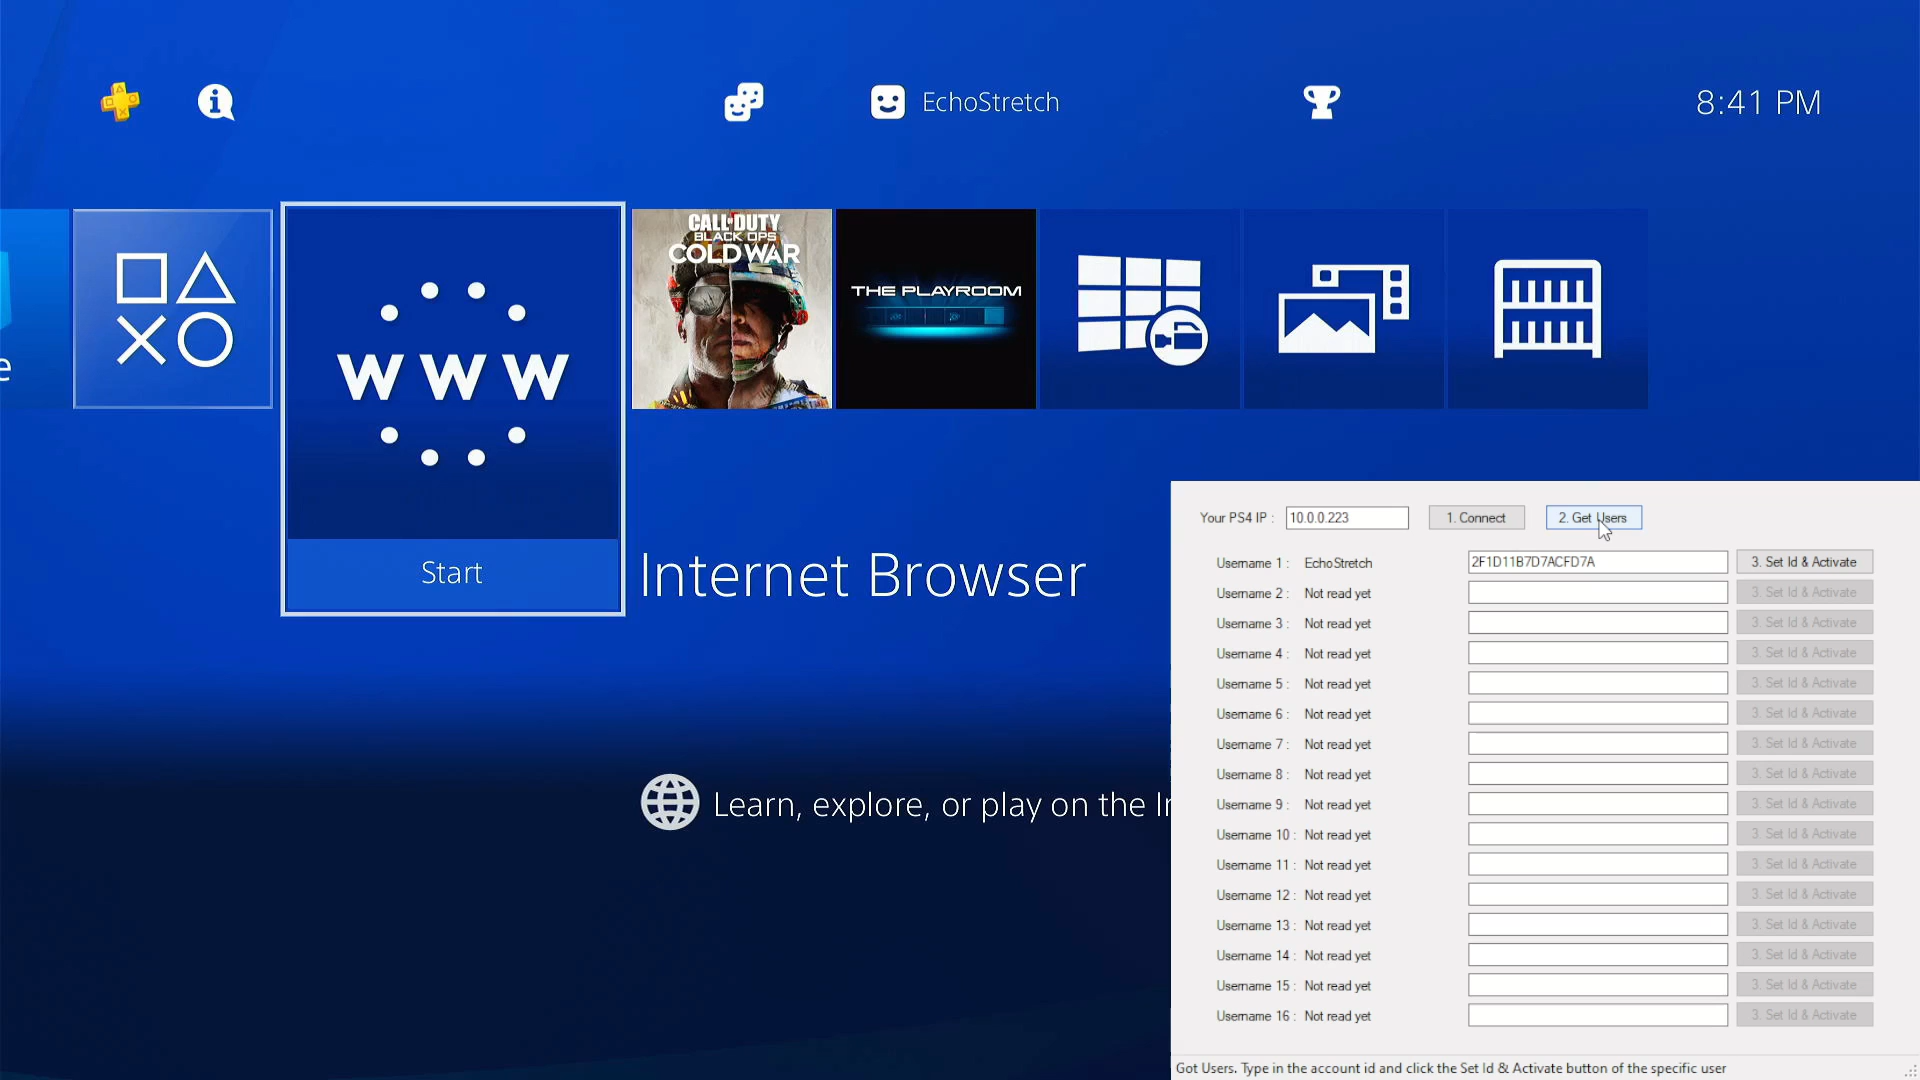 EchoStretch
8:41 PM
e
WWW
CALL OF DUTY
BLACK OPS
COLD WAR
THE PLAYROOM
Start
Internet Browser
Learn, explore, or play on the
Your PS4 IP :
10.0.0.223
1. Connect
2. Get Users
Username 1 : EchoStretch 2F1D11B7D7ACFD7A 3. Set Id & Activate
Username 2 : Not read yet 3. Set Id & Activate
Username 3 : Not read yet 3. Set Id & Activate
Username 4 : Not read yet 3. Set Id & Activate
Username 5 : Not read yet 3. Set Id & Activate
Username 6 : Not read yet 3. Set Id & Activate
Username 7 : Not read yet 3. Set Id & Activate
Username 8 : Not read yet 3. Set Id & Activate
Username 9 : Not read yet 3. Set Id & Activate
Username 10 : Not read yet 3. Set Id & Activate
Username 11 : Not read yet 3. Set Id & Activate
Username 12 : Not read yet 3. Set Id & Activate
Username 13 : Not read yet 3. Set Id & Activate
Username 14 : Not read yet 3. Set Id & Activate
Username 15 : Not read yet 3. Set Id & Activate
Username 16 : Not read yet 3. Set Id & Activate
Got Users. Type in the account id and click the Set Id & Activate button of the specific user